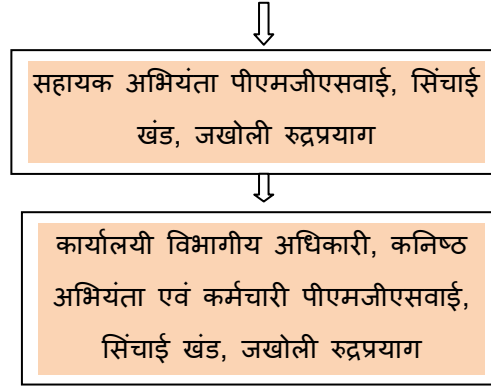 सहायक अभियंता पीएमजीएसवाई, सिंचाई
खंड, जखोली रुद्रप्रयाग
कार्यालयी विभागीय अधिकारी, कनिष्ठ
अभियंता एवं कर्मचारी पीएमजीएसवाई,
सिंचाई खंड, जखोली रुद्रप्रयाग